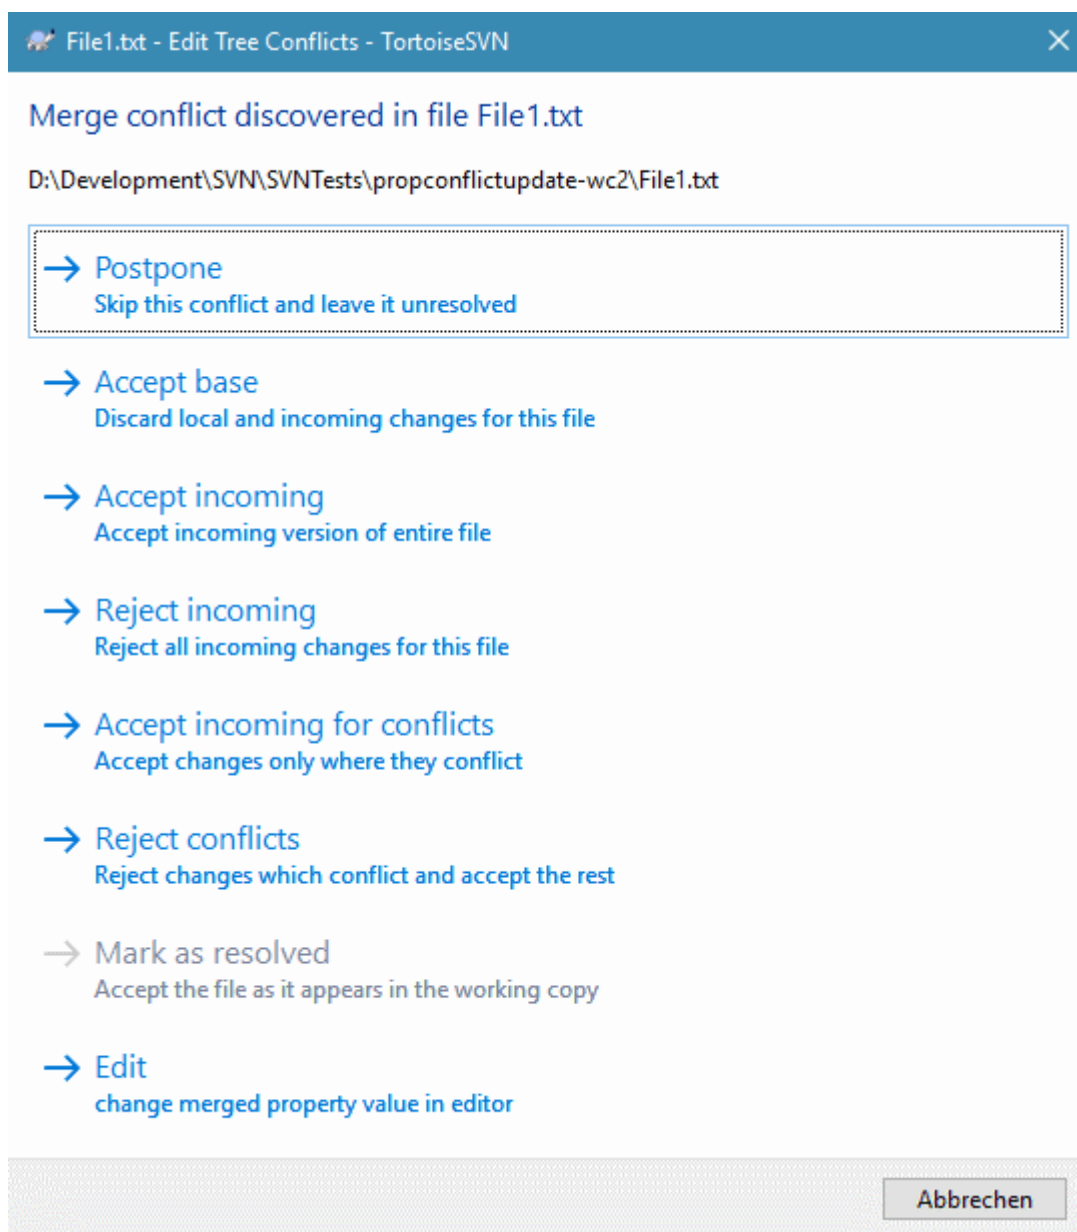 File1.txt - Edit Tree Conflicts - TortoiseSVN
Merge conflict discovered in file File1.txt
D:\Development\SVN\SVNTests\propconflictupdate-wc2\File1.txt
Postpone
Skip this conflict and leave it unresolved
Accept base
Discard local and incoming changes for this file
Accept incoming
Accept incoming version of entire file
Reject incoming
Reject all incoming changes for this file
Accept incoming for conflicts
Accept changes only where they conflict
Reject conflicts
Reject changes which conflict and accept the rest
Mark as resolved
Accept the file as it appears in the working copy
Edit
change merged property value in editor
Abbrechen